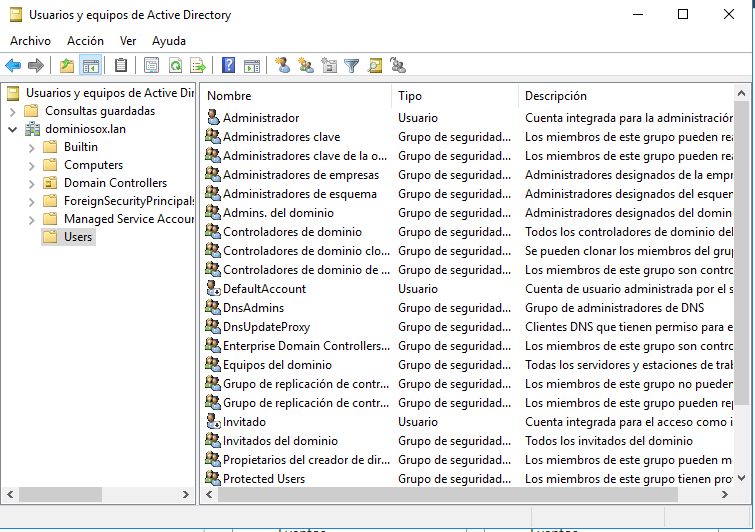 Usuarios y equipos de Active Directory
Archivo Acción Ver Ayuda
Usuarios y equipos de Active Dir
Consultas guardadas
dominiosox.lan
Builtin
Computers
Domain Controllers
ForeignSecurityPrincipals
Managed Service Accour
Users
Nombre Tipo Descripción
Administrador Usuario Cuenta integrada para la administración
Administradores clave Grupo de seguridad... Los miembros de este grupo pueden rea
Administradores clave de la o... Grupo de seguridad... Los miembros de este grupo pueden rea
Administradores de empresas Grupo de seguridad... Administradores designados de la empre
Administradores de esquema Grupo de seguridad... Administradores designados del esquem
Admins. del dominio Grupo de seguridad... Administradores designados del domin
Controladores de dominio Grupo de seguridad... Todos los controladores de dominio del
Controladores de dominio clo... Grupo de seguridad... Se pueden clonar los miembros del grup
Controladores de dominio de ... Grupo de seguridad... Los miembros de este grupo son contro
DefaultAccount Usuario Cuenta de usuario administrada por el s
DnsAdmins Grupo de seguridad... Grupo de administradores de DNS
DnsUpdateProxy Grupo de seguridad... Clientes DNS que tienen permiso para e
Enterprise Domain Controllers... Grupo de seguridad... Los miembros de este grupo son contro
Equipos del dominio Grupo de seguridad... Todas los servidores y estaciones de trab
Grupo de replicación de contr... Grupo de seguridad... Los miembros de este grupo no pueden
Grupo de replicación de contr... Grupo de seguridad... Los miembros de este grupo pueden rep
Invitado Usuario Cuenta integrada para el acceso como i
Invitados del dominio Grupo de seguridad... Todos los invitados del dominio
Propietarios del creador de dir... Grupo de seguridad... Los miembros de este grupo pueden m
Protected Users Grupo de seguridad... Los miembros de este grupo tienen prot